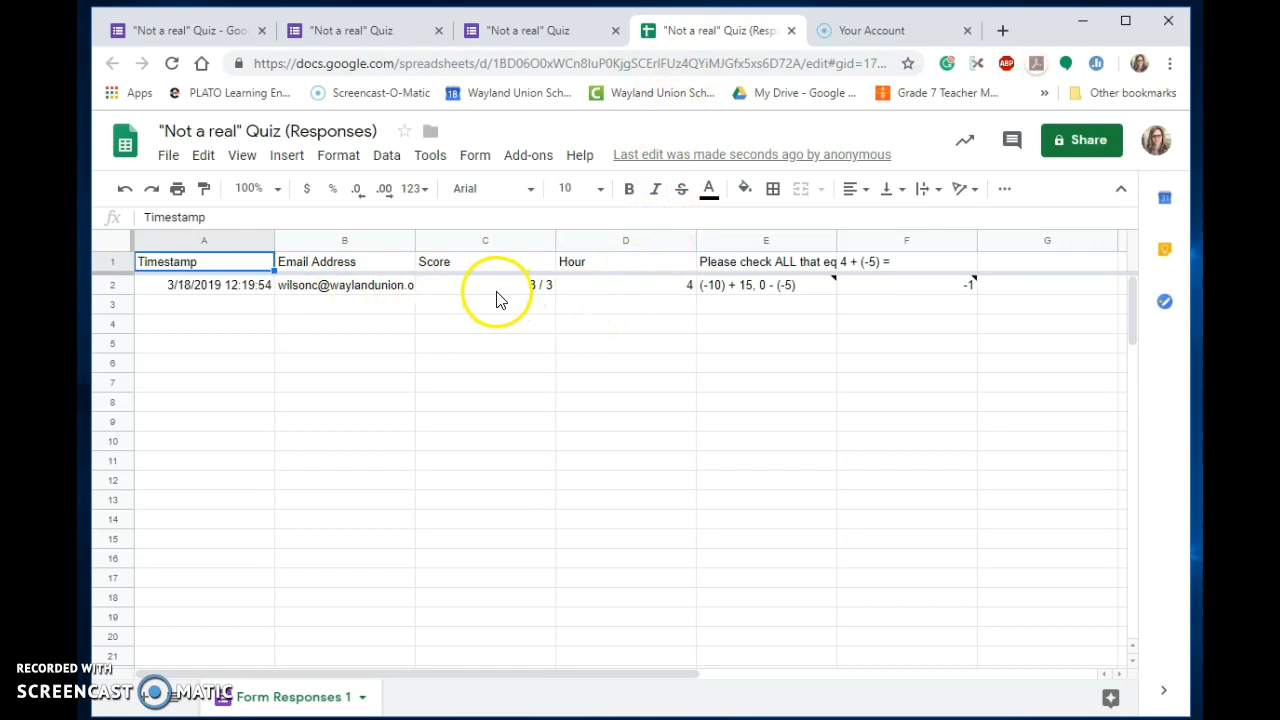 "Not a real" Quiz - Goo
"Not a real" Quiz
"Not a real" Quiz
"Not a real" Quiz (Resp
Your Account
https://docs.google.com/spreadsheets/d/1BD06O0xWCn8IuP0KjgSCErIFUz4QYiMJGfx5xs6D72A/edit#gid=17...
ABP
Apps
PLATO Learning En...
Screencast-O-Matic
18
Wayland Union Sch...
Wayland Union Sch...
My Drive - Google ...
Grade 7 Teacher M...
»
Other bookmarks
"Not a real" Quiz (Responses)
Share
File Edit View Insert Format Data Tools Form Add-ons Help Last edit was made seconds ago by anonymous
100% $ % .0 .00 123 Arial 10 B I S A
fx Timestamp
A B C D E F G
1 Timestamp Email Address Score Hour Please check ALL that eq 4 + (-5) =
2 3/18/2019 12:19:54 wilsonc@waylandunion.o 3 / 3 4 (-10) + 15, 0 - (-5) -1
3
4
5
6
7
8
9
10
11
12
13
14
15
16
17
18
19
20
21
RECORDED WITH
SCREENCAST MATIC
Form Responses 1